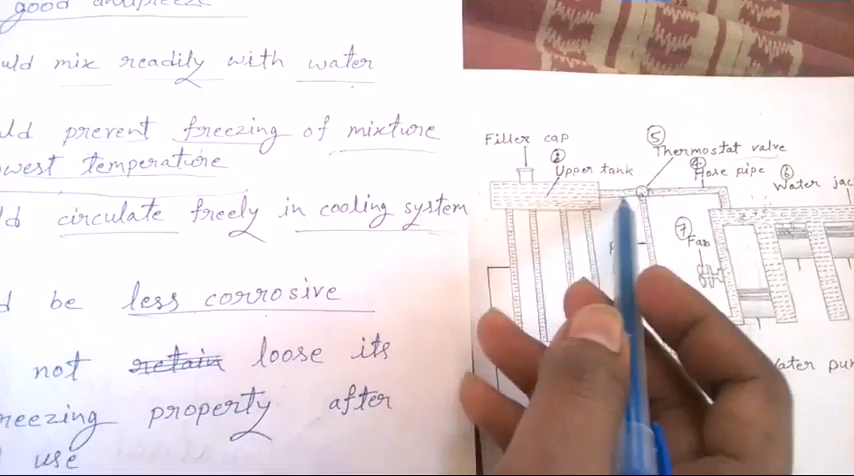 good antifreeze
uld mix readily with water
uld prevent freezing of mixture
west temperature
ld circulate freely in cooling system
d be less corrosive
not retain loose its
reezing property after
use
Filler cap
② Upper tank
⑤ Thermostat valve
④ Hose pipe
⑥ Water jac
⑦ Fan
ater pu